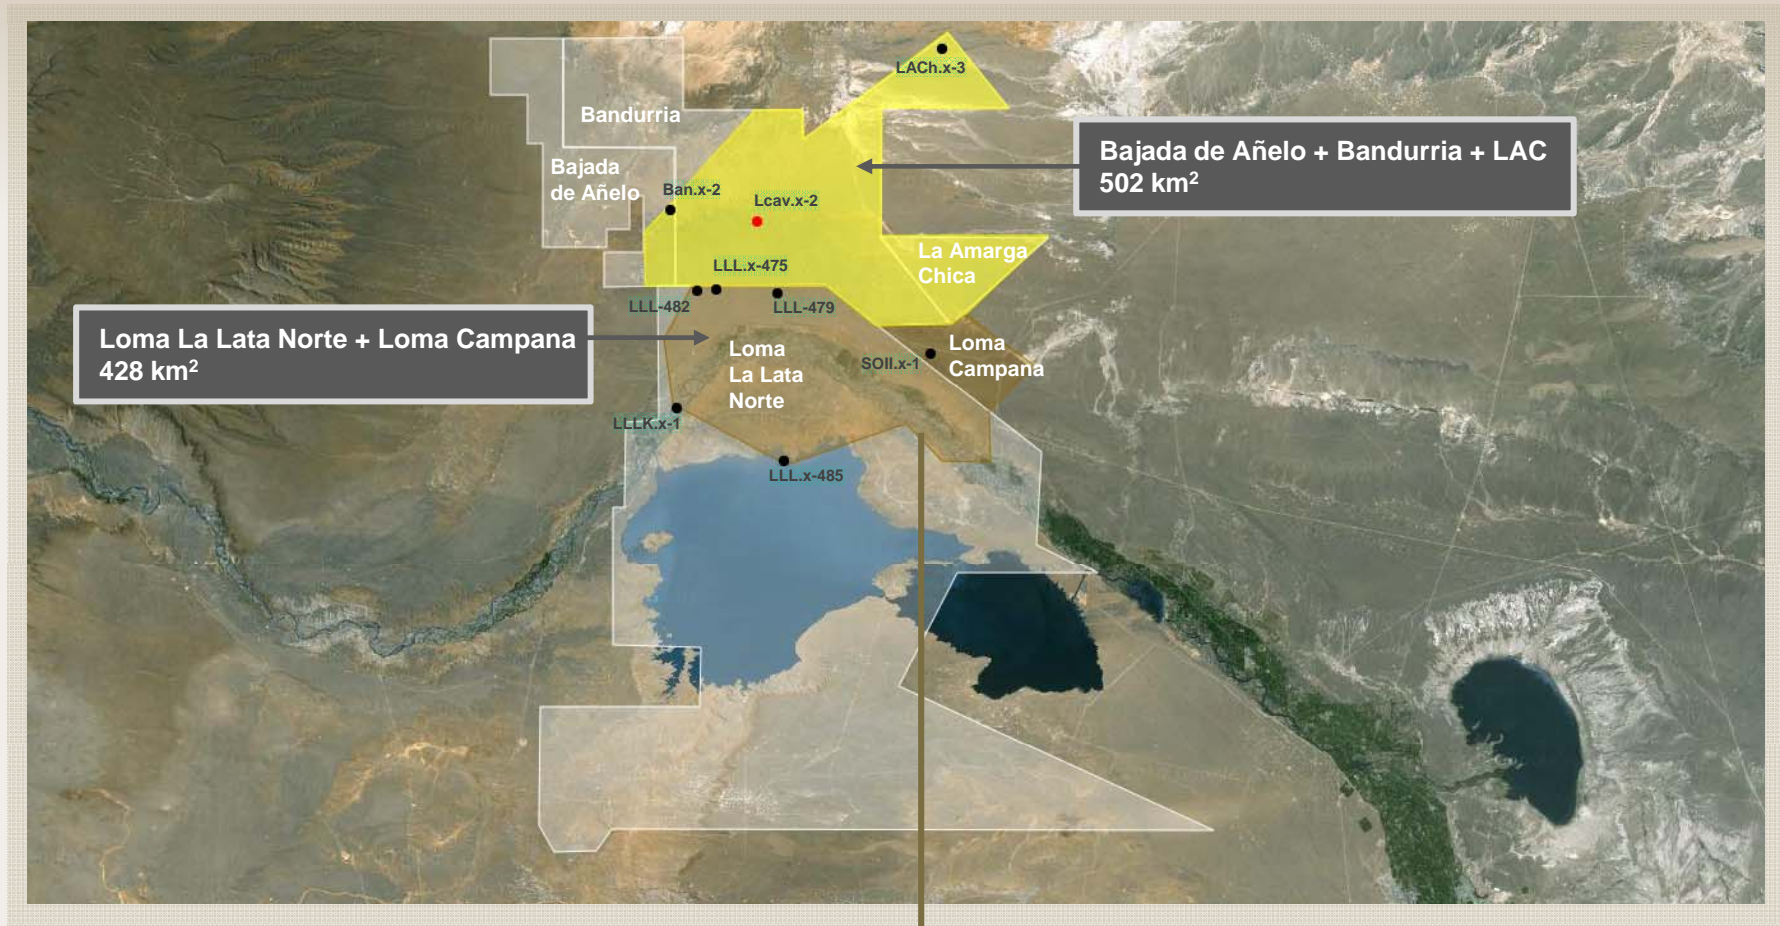 LACh.x-3
Bandurria
Bajada
de Añelo
Ban.x-2
Lcav.x-2
Bajada de Añelo + Bandurria + LAC
502 km²
La Amarga
Chica
LLL.x-475
LLL-482
LLL-479
Loma La Lata Norte + Loma Campana
428 km²
Loma
La Lata
Norte
SOIl.x-1
Loma
Campana
LLLK.x-1
LLL.x-485